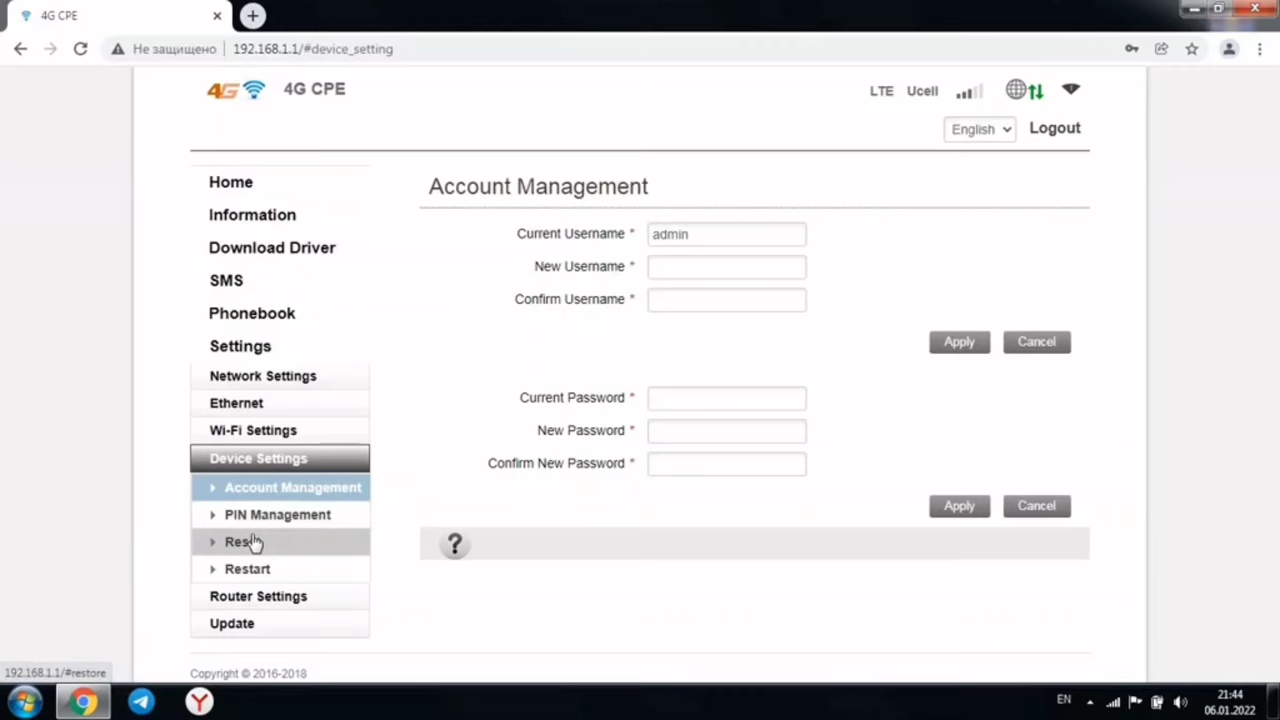 4G CPE
Не защищено
192.168.1.1/#device_setting
4G
4G CPE
LTE
Ucell
English
Logout
Home
Information
Download Driver
SMS
Phonebook
Settings
Network Settings
Ethernet
Wi-Fi Settings
Device Settings
Account Management
PIN Management
Restart
Router Settings
Update
Account Management
Current Username *
admin
New Username *
Confirm Username *
Apply
Cancel
Current Password *
New Password *
Confirm New Password *
Apply
Cancel
?
Copyright © 2016-2018
192.168.1.1/#restore
Y
EN
21:44
06.01.2022